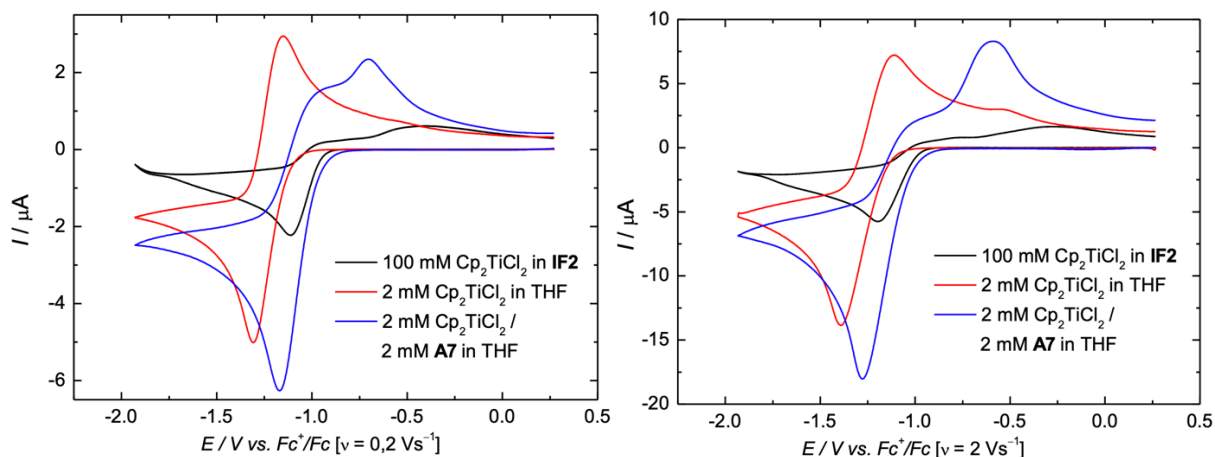 2
0
-2
-4
-6
I / µA
-2.0 -1.5 -1.0 -0.5 0.0 0.5
E / V vs. Fc⁺/Fc [ν = 0,2 Vs⁻¹]
100 mM Cp₂TiCl₂ in IF2
2 mM Cp₂TiCl₂ in THF
2 mM Cp₂TiCl₂ /
2 mM A7 in THF
10
5
0
-5
-10
-15
-20
I / µA
-2.0 -1.5 -1.0 -0.5 0.0 0.5
E / V vs. Fc⁺/Fc [ν = 2 Vs⁻¹]
100 mM Cp₂TiCl₂ in IF2
2 mM Cp₂TiCl₂ in THF
2 mM Cp₂TiCl₂ /
2 mM A7 in THF